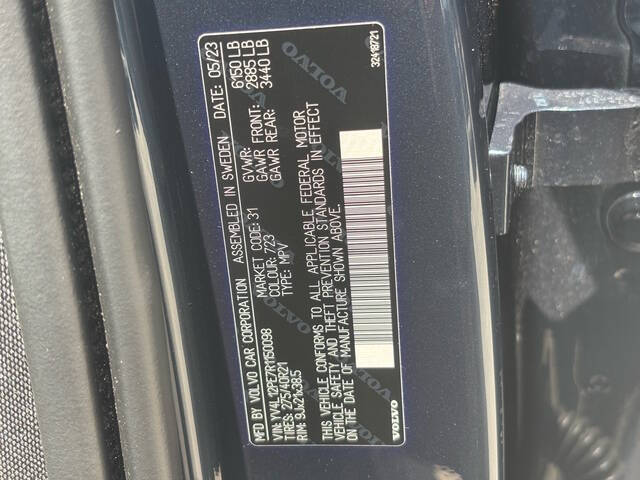 MFD BY VOLVO CAR CORPORATION ASSEMBLED IN SWEDEN DATE: 05/23
VIN: YV4L12PE7R1150098 MARKET CODE: 31 GVWR: 6150 LB
TIRES: 275/40R21 COLOUR: 723 GAWR FRONT: 2885 LB
RIM: 9Jx21x38.5 TYPE: MPV GAWR REAR: 3440 LB
THIS VEHICLE CONFORMS TO ALL APPLICABLE FEDERAL MOTOR
VEHICLE SAFETY AND THEFT PREVENTION STANDARDS IN EFFECT
ON THE DATE OF MANUFACTURE SHOWN ABOVE.
VOLVO
32418721